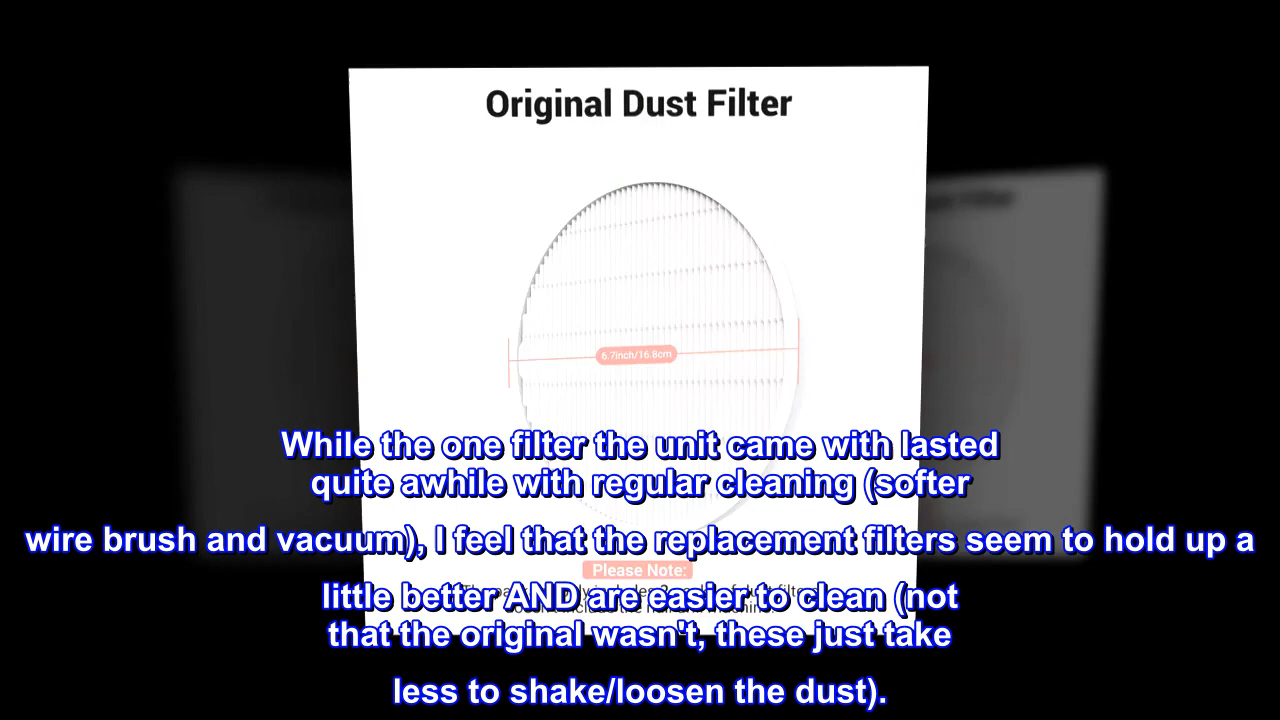 Original Dust Filter
6.7inch/16.8cm
While the one filter the unit came with lasted
quite awhile with regular cleaning (softer
wire brush and vacuum), I feel that the replacement filters seem to hold up a
Please Note:
little better AND are easier to clean (not
that the original wasn't, these just take
less to shake/loosen the dust).